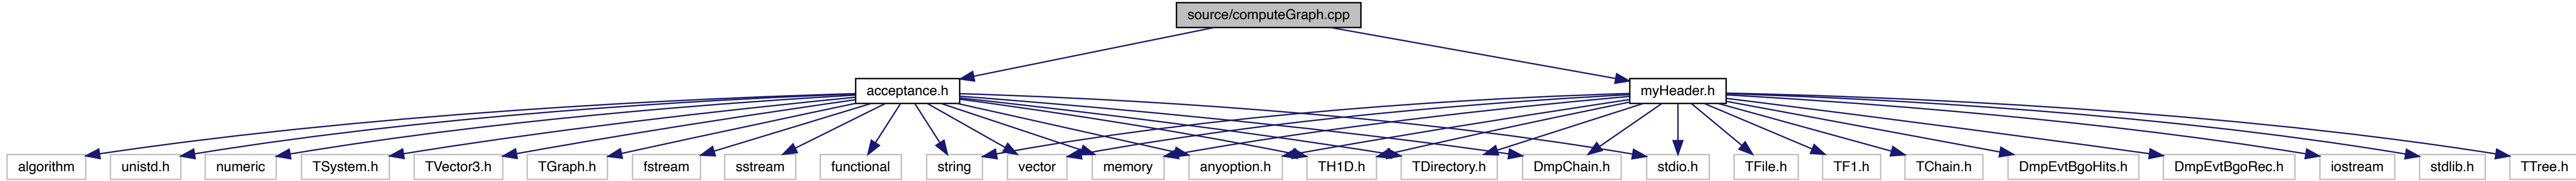 source/computeGraph.cpp
acceptance.h
myHeader.h
algorithm
unistd.h
numeric
TSystem.h
TVector3.h
TGraph.h
fstream
sstream
functional
string
vector
memory
anyoption.h
TH1D.h
TDirectory.h
DmpChain.h
stdio.h
TFile.h
TF1.h
TChain.h
DmpEvtBgoHits.h
DmpEvtBgoRec.h
iostream
stdlib.h
TTree.h